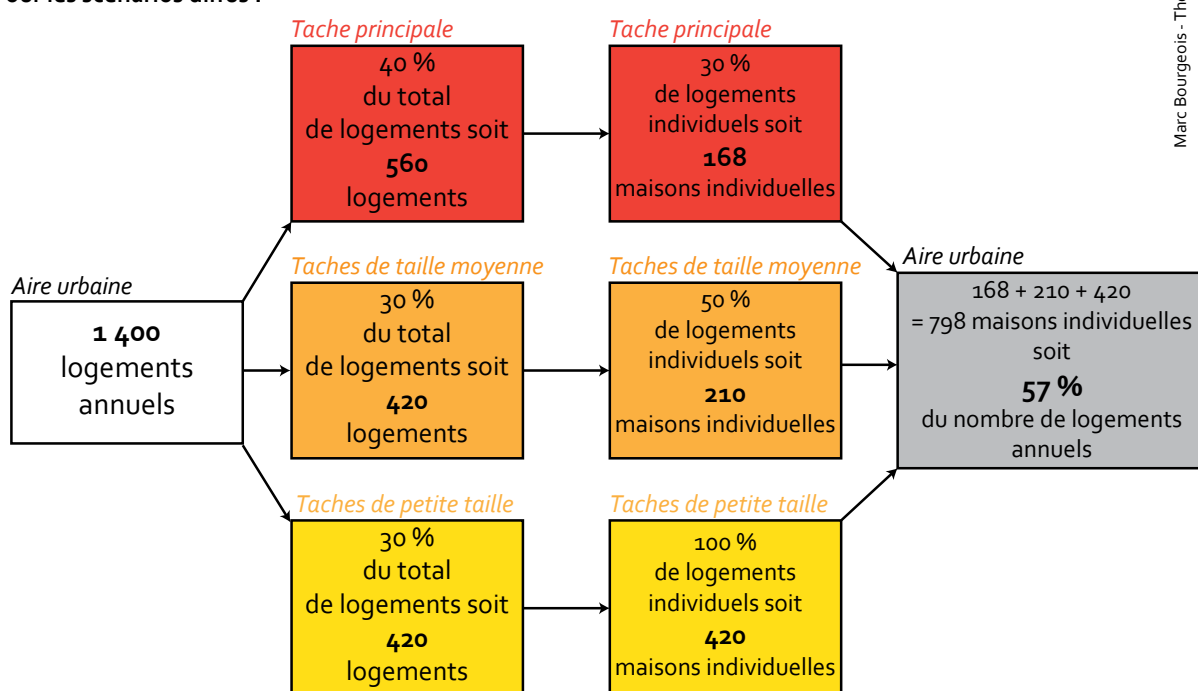 Tache principale
40 %
du total
de logements soit
560
logements
Tache principale
30 %
de logements
individuels soit
168
maisons individuelles
Marc Bourgeois -
Aire urbaine
1 400
logements
annuels
Taches de taille moyenne
30 %
du total
de logements soit
420
logements
Taches de taille moyenne
50 %
de logements
individuels soit
210
maisons individuelles
Aire urbaine
168 + 210 + 420
= 798 maisons individuelles
soit
57 %
du nombre de logements
annuels
Taches de petite taille
30 %
du total
de logements soit
420
logements
Taches de petite taille
100 %
de logements
individuels soit
420
maisons individuelles